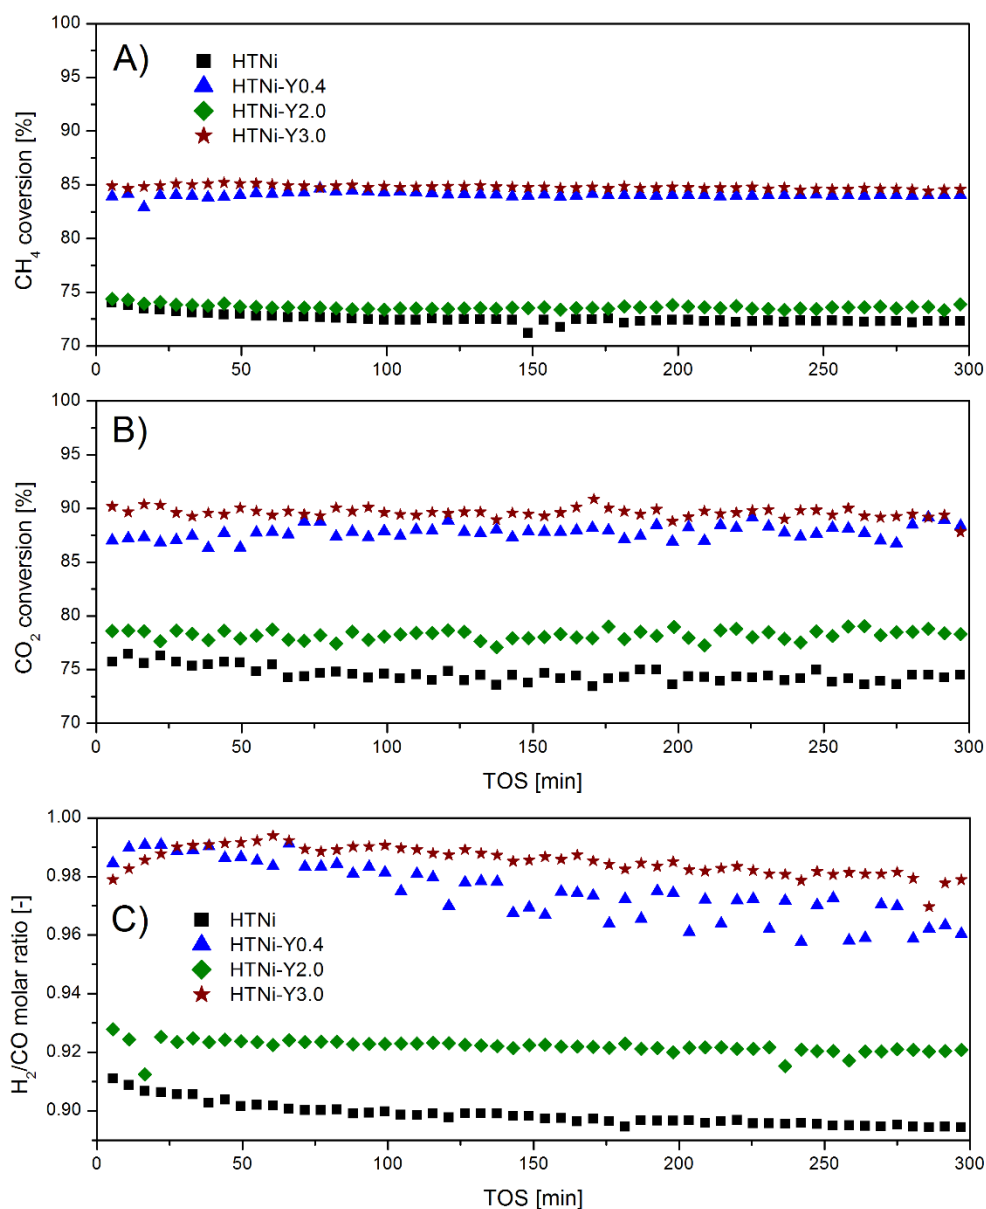 A)
HTNi
HTNi-Y0.4
HTNi-Y2.0
HTNi-Y3.0
CH4 coversion [%]
100
95
90
85
80
75
70
0 50 100 150 200 250 300
B)
CO2 conversion [%]
100
95
90
85
80
75
70
0 50 100 150 200 250 300
TOS [min]
C)
HTNi
HTNi-Y0.4
HTNi-Y2.0
HTNi-Y3.0
H2/CO molar ratio [-]
1.00
0.98
0.96
0.94
0.92
0.90
0 50 100 150 200 250 300
TOS [min]